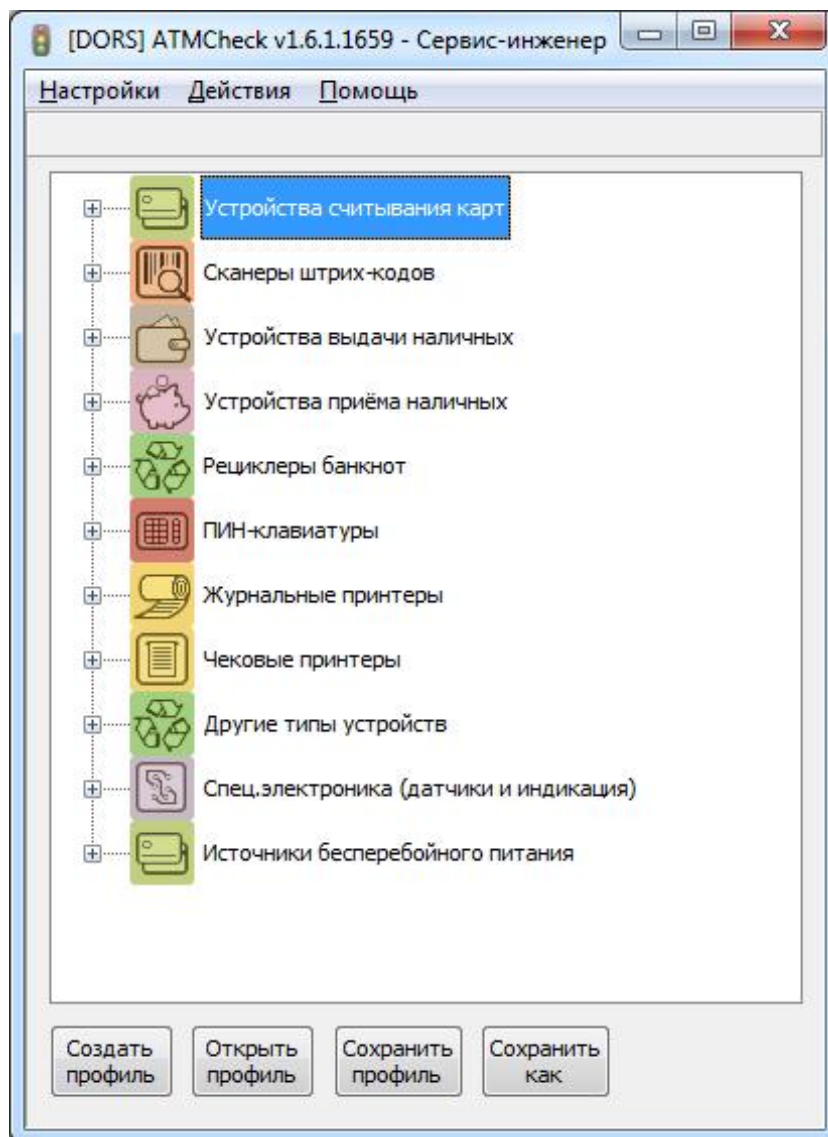 [DORS] ATMCheck v1.6.1.1659 - Сервис-инженер
Настройки Действия Помощь
Устройства считывания карт
Сканеры штрих-кодов
Устройства выдачи наличных
Устройства приёма наличных
Рециклеры банкнот
ПИН-клавиатуры
Журнальные принтеры
Чековые принтеры
Другие типы устройств
Спец.электроника (датчики и индикация)
Источники бесперебойного питания
Создать Открыть Сохранить Сохранить
профиль профиль профиль как